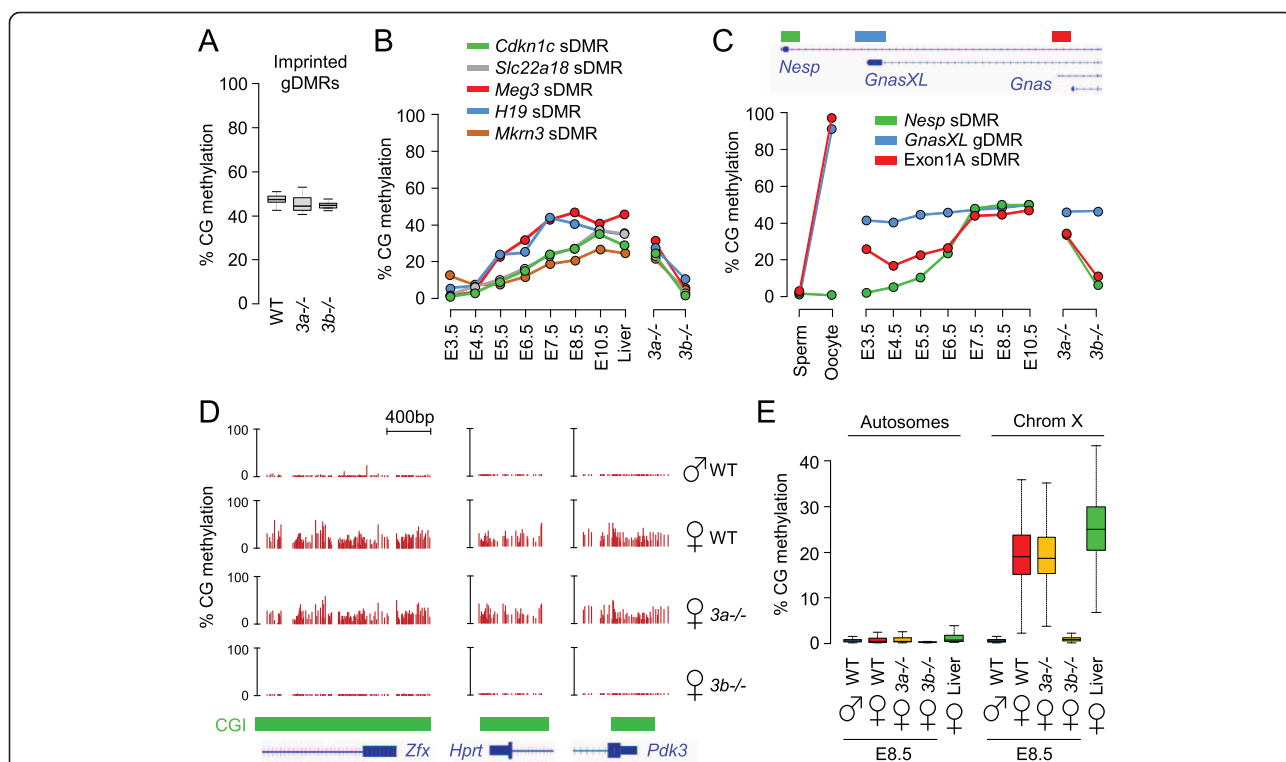 A
Imprinted
gDMRs
% CG methylation
100
80
60
40
20
0
WT
3a-/-
3b-/-
B
Cdkn1c sDMR
Slc22a18 sDMR
Meg3 sDMR
H19 sDMR
Mkrn3 sDMR
% CG methylation
100
80
60
40
20
0
E3.5
E4.5
E5.5
E6.5
E7.5
E8.5
E10.5
Liver
3a-/-
3b-/-
C
Nesp
GnasXL
Gnas
Nesp sDMR
GnasXL gDMR
Exon1A sDMR
% CG methylation
100
80
60
40
20
0
Sperm
Oocyte
E3.5
E4.5
E5.5
E6.5
E7.5
E8.5
E10.5
3a-/-
3b-/-
D
400bp
% CG methylation
100
0
♂ WT
100
0
♀ WT
100
0
♀ 3a-/-
100
0
♀ 3b-/-
CGI
Zfx
Hprt
Pdk3
E
Autosomes
Chrom X
% CG methylation
40
30
20
10
0
♂ WT
♀ WT
♀ 3a-/-
♀ 3b-/-
♀ Liver
♂ WT
♀ WT
♀ 3a-/-
♀ 3b-/-
♀ Liver
E8.5
E8.5